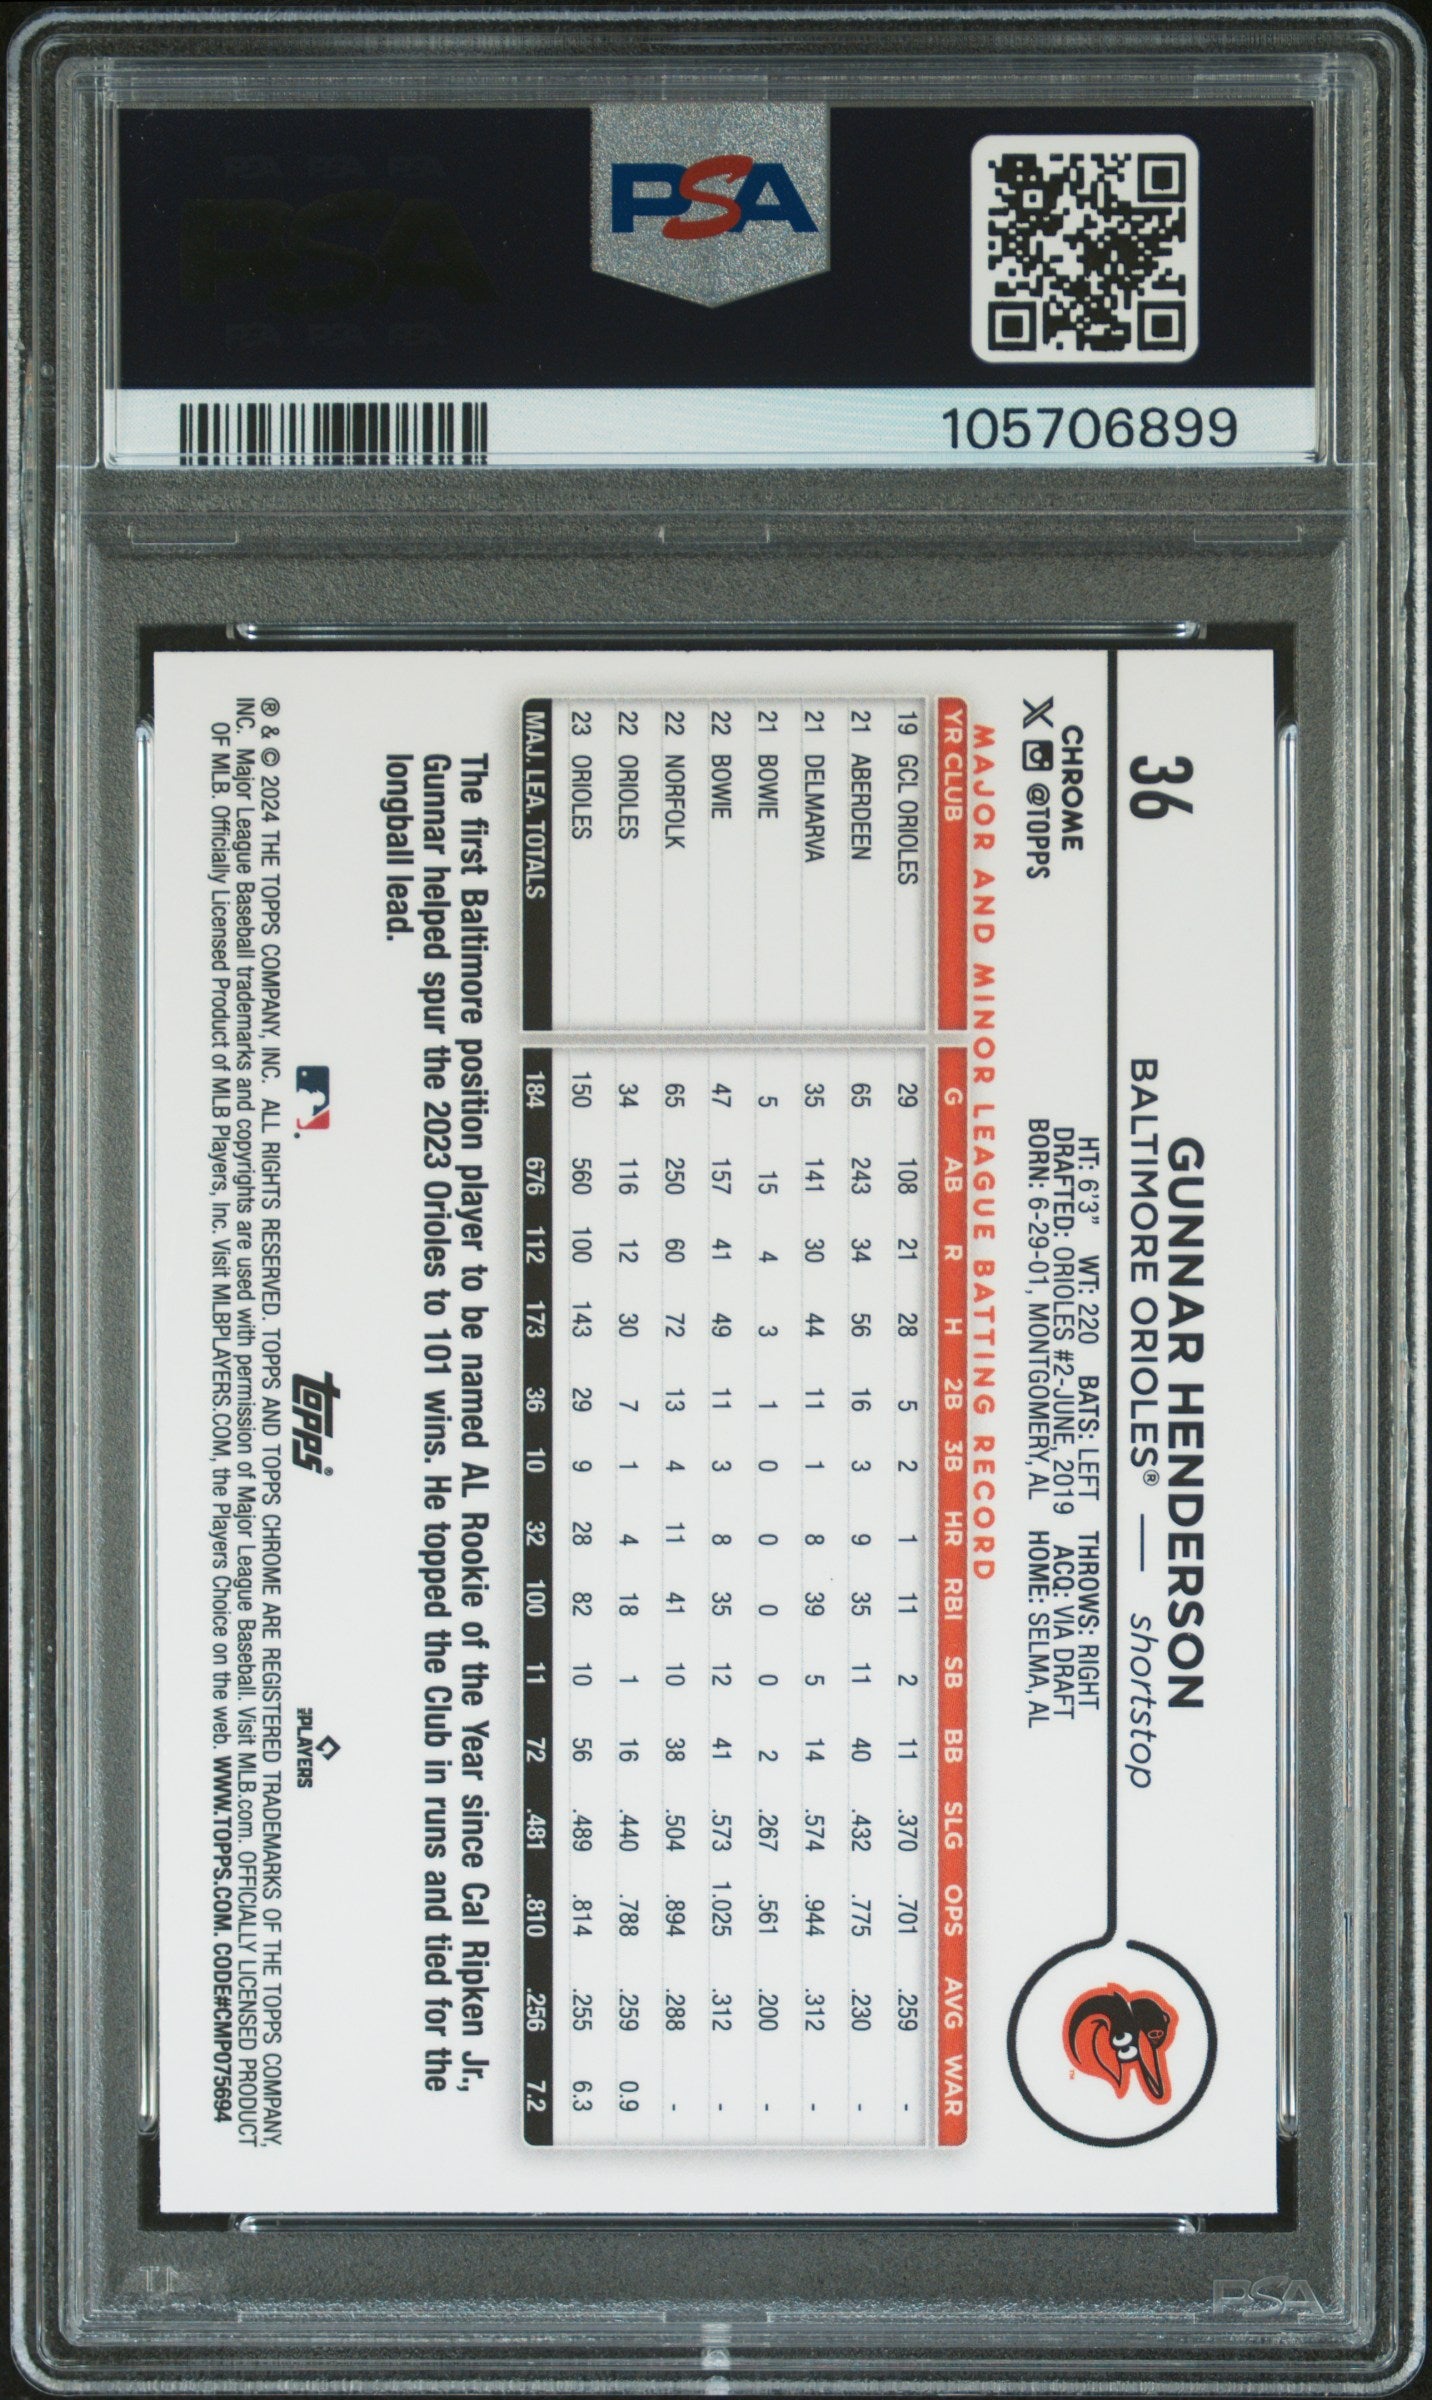 PSA
105706899
36
GUNNAR HENDERSON
BALTIMORE ORIOLES® — shortstop
CHROME
X @TOPPS
HT: 6'3" WT: 220 BATS: LEFT THROWS: RIGHT
DRAFTED: ORIOLES #2-JUNE, 2019 ACQ: VIA DRAFT
BORN: 6-29-01, MONTGOMERY, AL HOME: SELMA, AL
TM
MAJOR AND MINOR LEAGUE BATTING RECORD
YR CLUB G AB R H 2B 3B HR RBI SB BB SLG OPS AVG WAR
19 GCL ORIOLES 29 108 21 28 5 2 1 11 2 11 .370 .701 .259 -
21 ABERDEEN 65 243 34 56 16 3 9 35 11 40 .432 .775 .230 -
21 DELMARVA 35 141 30 44 11 1 8 39 5 14 .574 .944 .312 -
21 BOWIE 5 15 4 3 1 0 0 0 0 2 .267 .561 .200 -
22 BOWIE 47 157 41 49 11 3 8 35 12 41 .573 1.025 .312 -
22 NORFOLK 65 250 60 72 13 4 11 41 10 38 .504 .894 .288 -
22 ORIOLES 34 116 12 30 7 1 4 18 1 16 .440 .788 .259 0.9
23 ORIOLES 150 560 100 143 29 9 28 82 10 56 .489 .814 .255 6.3
MAJ. LEA. TOTALS 184 676 112 173 36 10 32 100 11 72 .481 .810 .256 7.2
The first Baltimore position player to be named AL Rookie of the Year since Cal Ripken Jr.,
Gunnar helped spur the 2023 Orioles to 101 wins. He topped the Club in runs and tied for the
longball lead.
topps®
PLAYERS
® & © 2024 THE TOPPS COMPANY, INC. ALL RIGHTS RESERVED. TOPPS AND TOPPS CHROME ARE REGISTERED TRADEMARKS OF THE TOPPS COMPANY,
INC. Major League Baseball trademarks and copyrights are used with permission of Major League Baseball. Visit MLB.com. OFFICIALLY LICENSED PRODUCT
OF MLB. Officially Licensed Product of MLB Players, Inc. Visit MLBPLAYERS.COM, the Players Choice on the web. WWW.TOPPS.COM. CODE#CMP075694
PSA